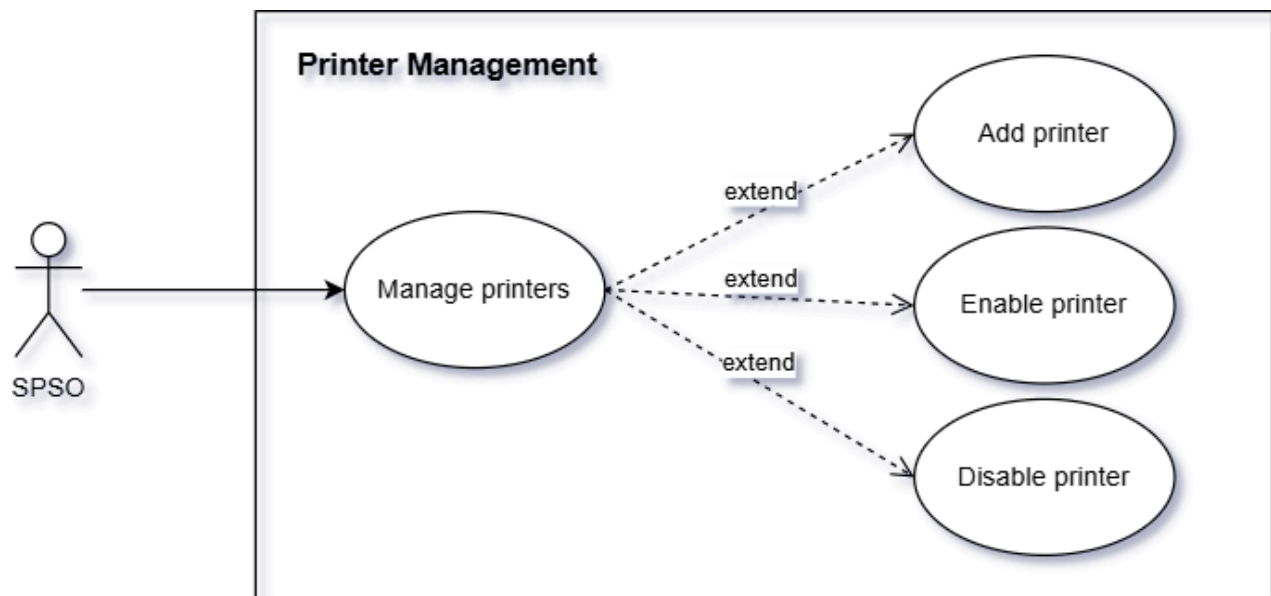 Printer Management
Add printer
extend
extend
Enable printer
Manage printers
extend
SPSO
Disable printer